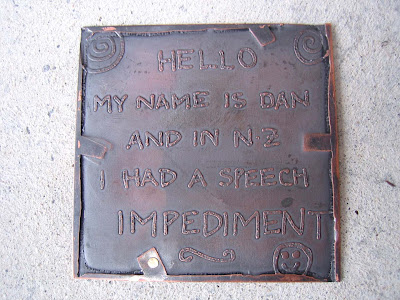 HELLO
MY NAME IS DAN
AND IN N.Z
I HAD A SPEECH
IMPEDIMENT